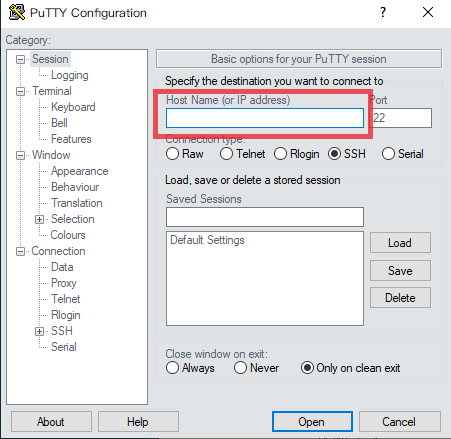 PuTTY Configuration
Category:
Session
Logging
Terminal
Keyboard
Bell
Features
Window
Appearance
Behaviour
Translation
Selection
Colours
Connection
Data
Proxy
Telnet
Rlogin
SSH
Serial
Basic options for your PuTTY session
Specify the destination you want to connect to
Host Name (or IP address) Port
22
Connection type:
Raw Telnet Rlogin SSH Serial
Load, save or delete a stored session
Saved Sessions
Default Settings
Load
Save
Delete
Close window on exit:
Always Never Only on clean exit
About Help Open Cancel